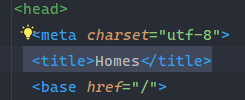 <head>
<meta charset="utf-8">
<title>Homes</title>
<base href="/">